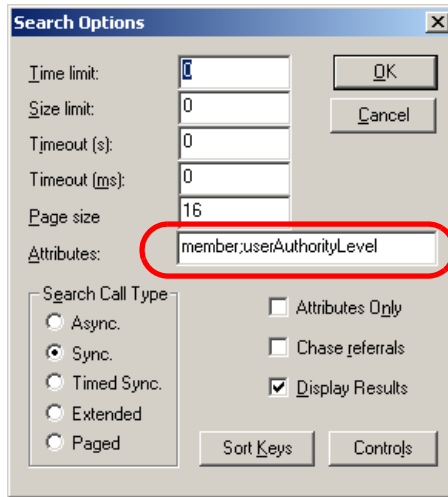 Search Options
Time limit: 0
OK
Size limit: 0
Cancel
Timeout (s): 0
Timeout (ms): 0
Page size 16
Attributes: member;userAuthorityLevel
Search Call Type
Async.
Sync.
Timed Sync.
Extended
Paged
Attributes Only
Chase referrals
Display Results
Sort Keys
Controls